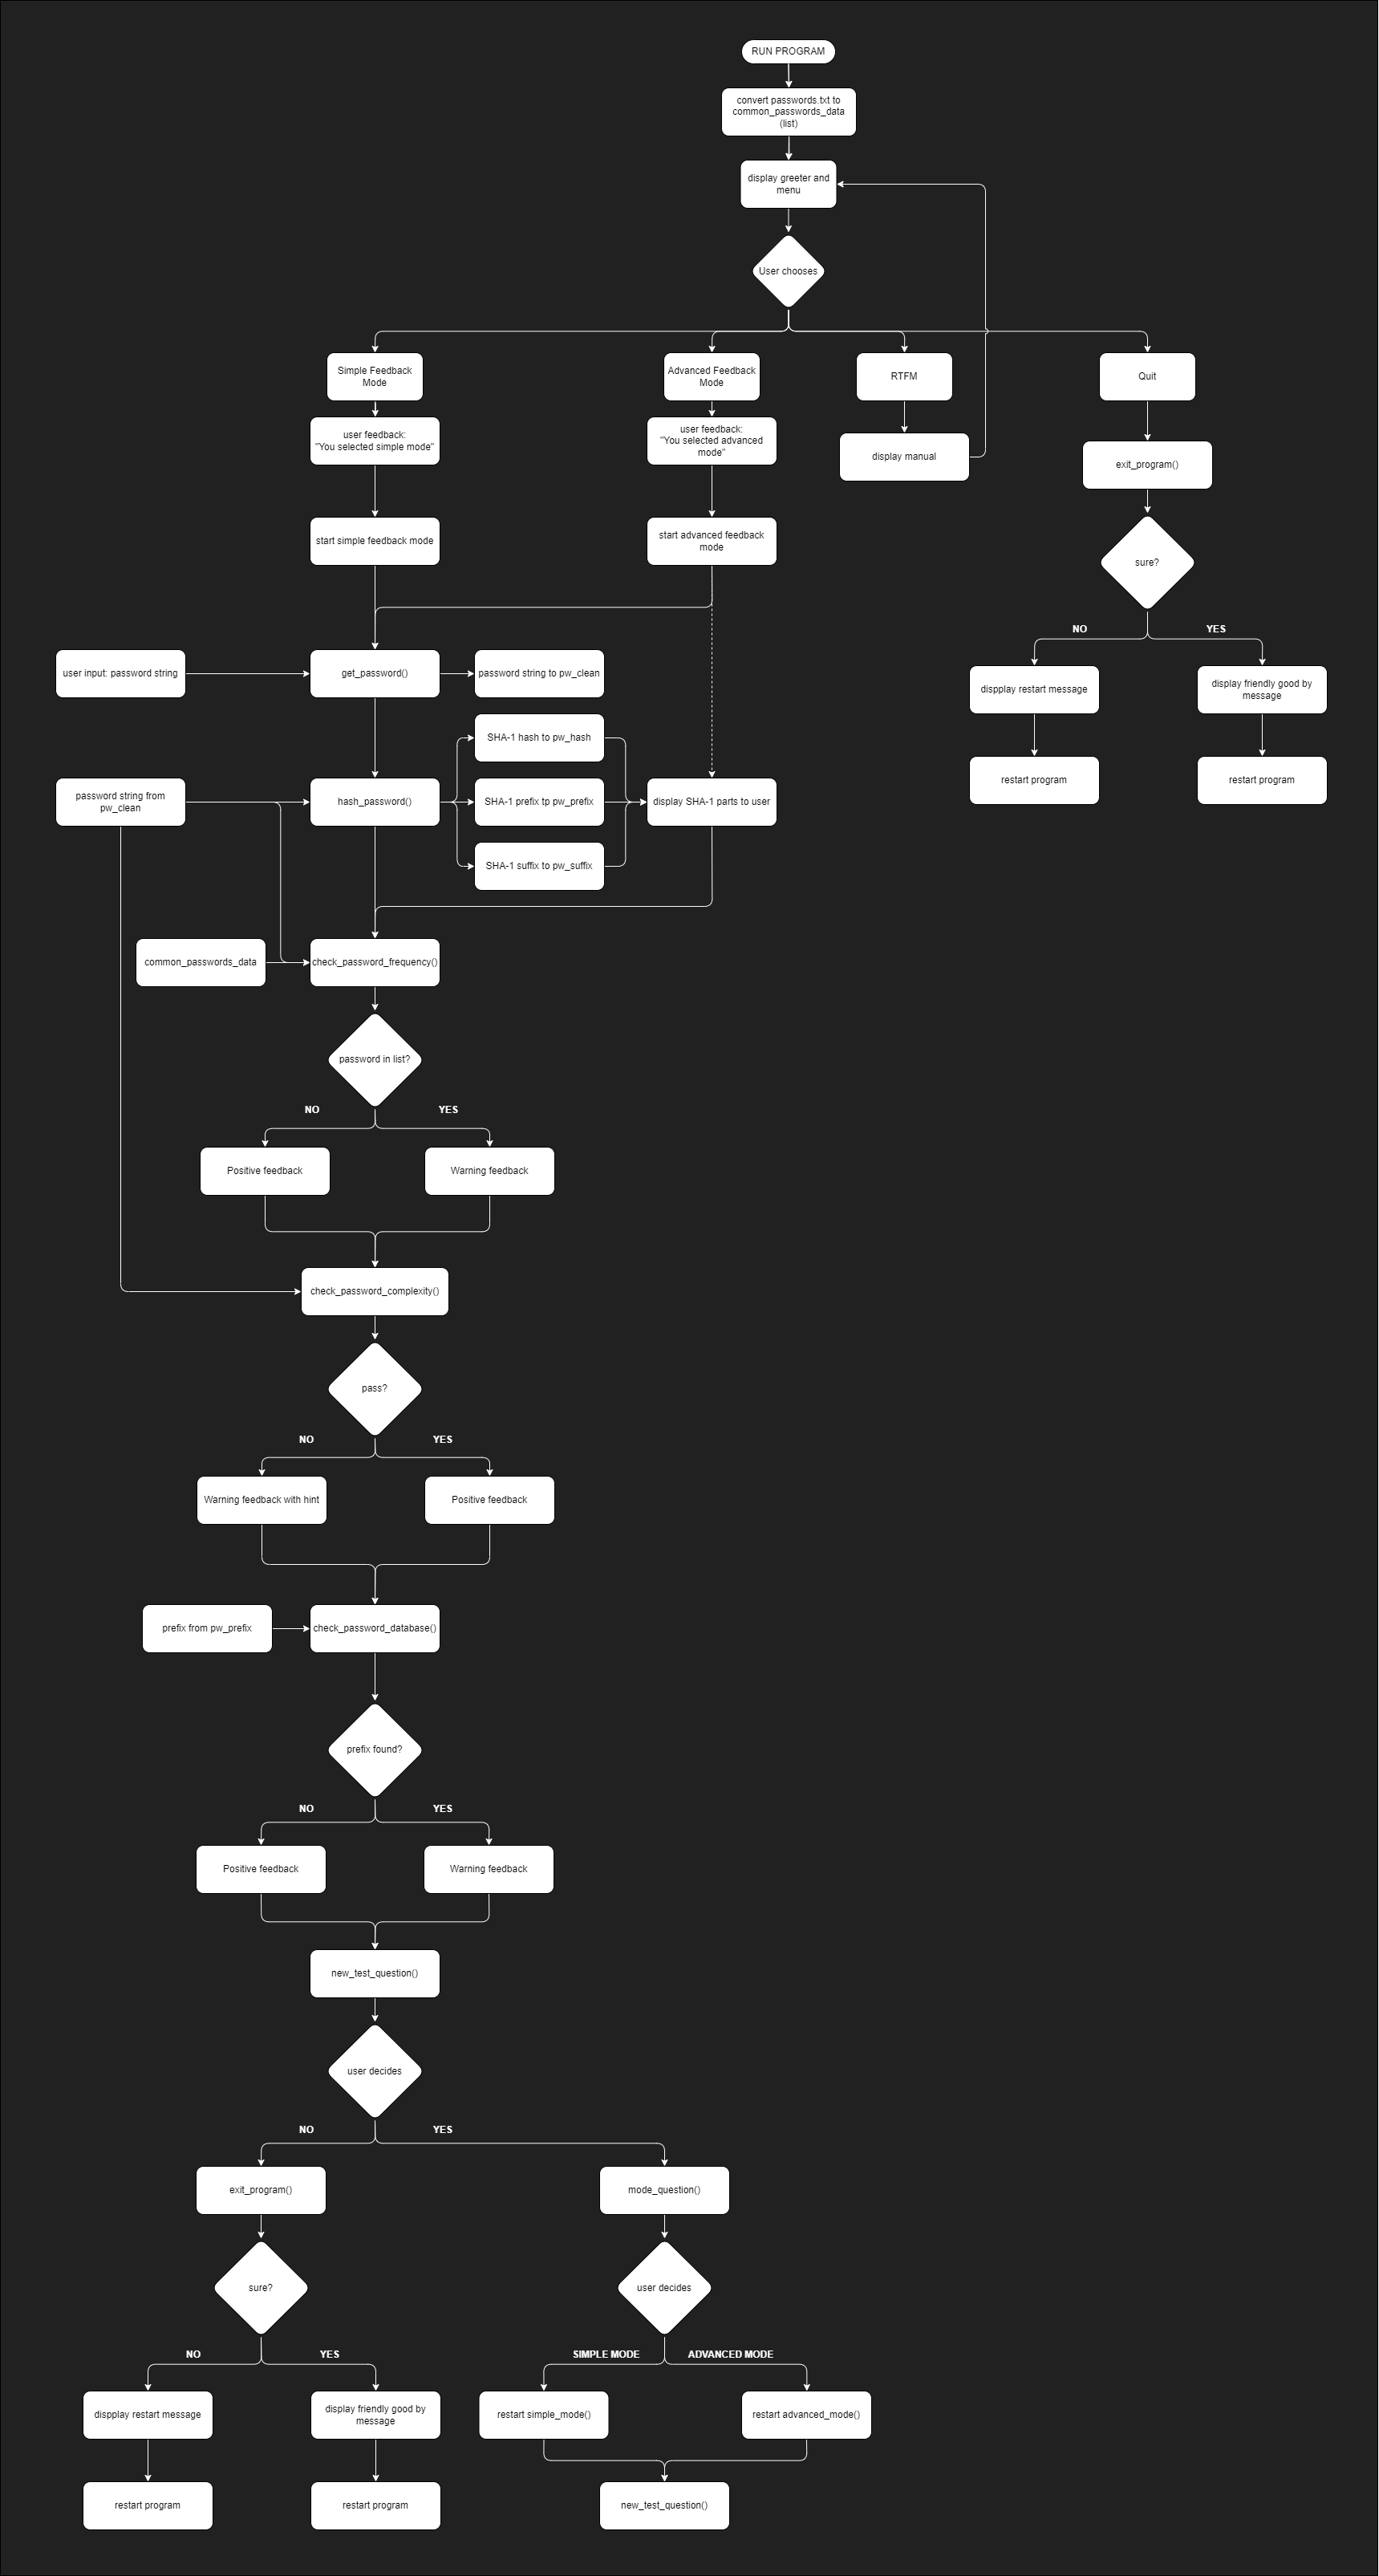 RUN PROGRAM
convert passwords.txt to
common_passwords_data
(list)
display greeter and
menu
User chooses
Simple Feedback
Mode
Advanced Feedback
Mode
RTFM
Quit
user feedback:
"You selected simple mode"
user feedback:
"You selected advanced
mode"
display manual
exit_program()
start simple feedback mode
start advanced feedback
mode
sure?
NO
YES
user input: password string
get_password()
password string to pw_clean
dispplay restart message
display friendly good by
message
SHA-1 hash to pw_hash
restart program
restart program
password string from
pw_clean
hash_password()
SHA-1 prefix tp pw_prefix
display SHA-1 parts to user
SHA-1 suffix to pw_suffix
common_passwords_data
check_password_frequency()
password in list?
NO
YES
Positive feedback
Warning feedback
check_password_complexity()
pass?
NO
YES
Warning feedback with hint
Positive feedback
prefix from pw_prefix
check_password_database()
prefix found?
NO
YES
Positive feedback
Warning feedback
new_test_question()
user decides
NO
YES
exit_program()
mode_question()
sure?
user decides
NO
YES
SIMPLE MODE
ADVANCED MODE
dispplay restart message
display friendly good by
message
restart simple_mode()
restart advanced_mode()
restart program
restart program
new_test_question()